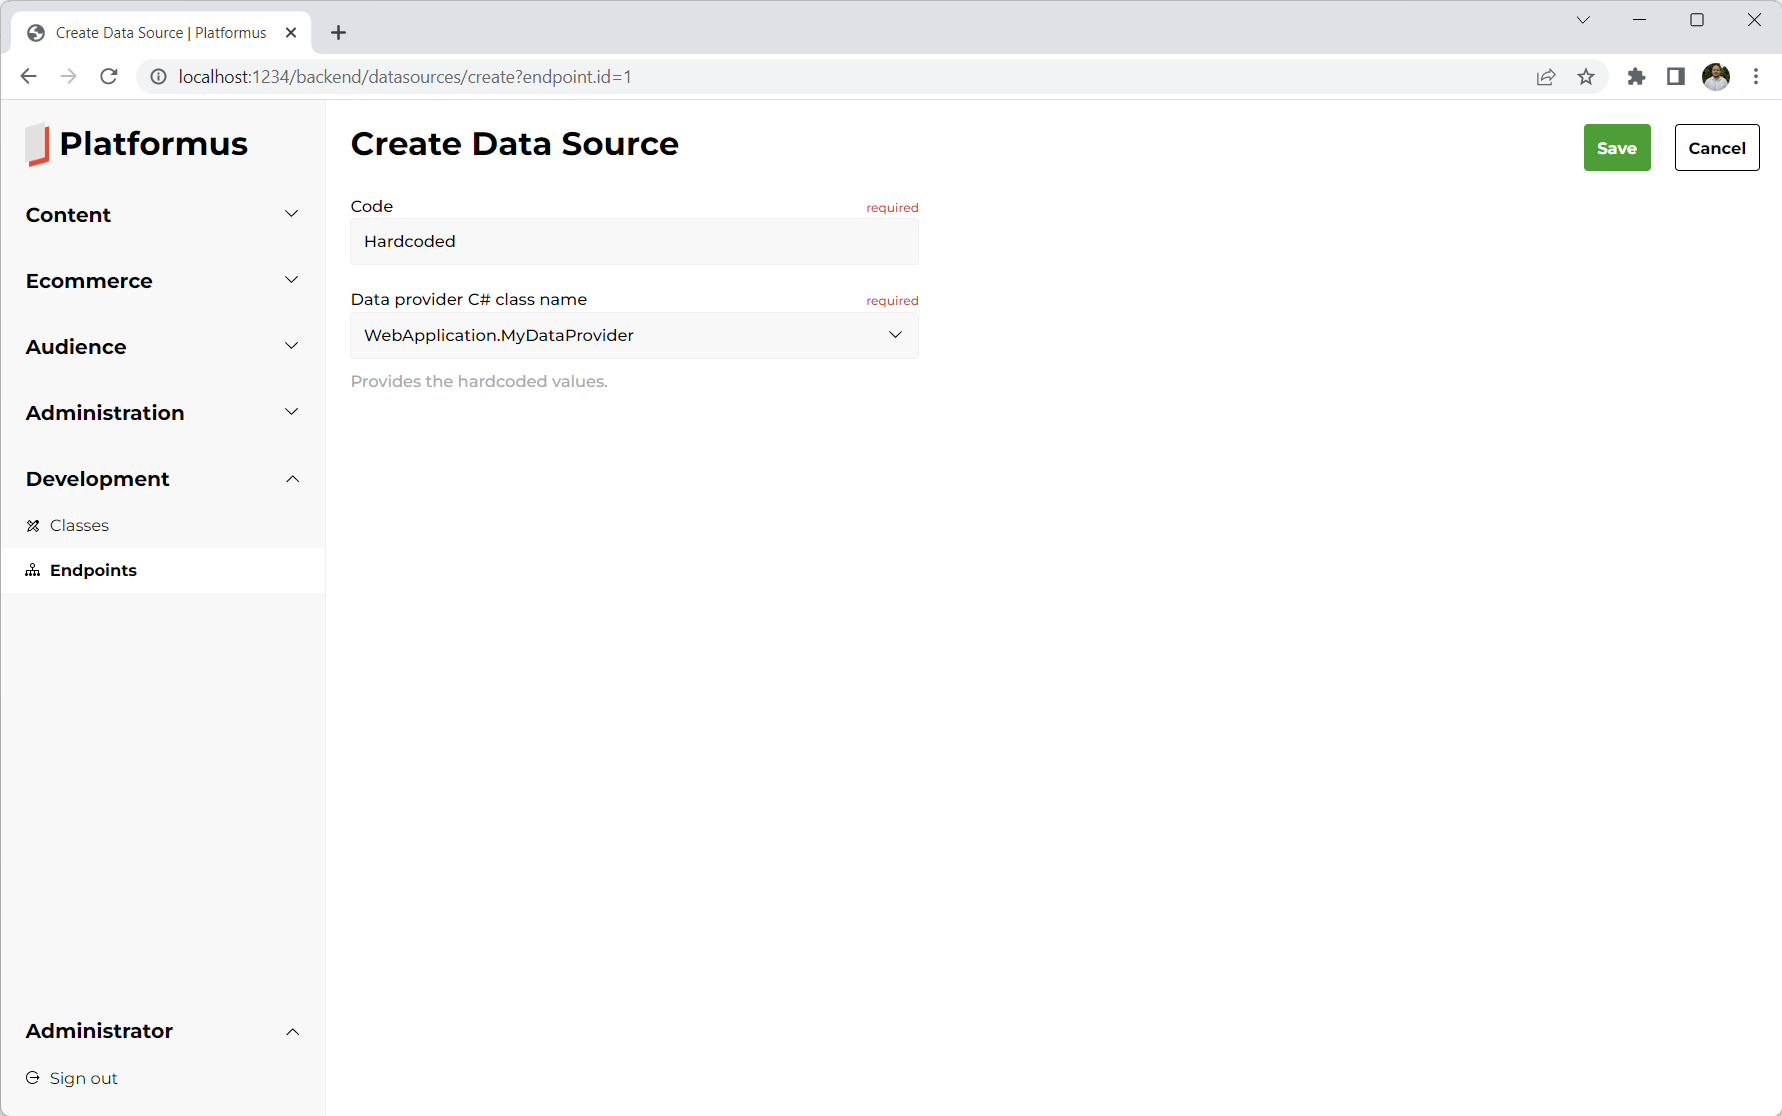 Create Data Source | Platformus
localhost:1234/backend/datasources/create?endpoint.id=1
Platformus
Content
Ecommerce
Audience
Administration
Development
Classes
Endpoints
Administrator
Sign out
Create Data Source
Save
Cancel
Code
required
Hardcoded
Data provider C# class name
required
WebApplication.MyDataProvider
Provides the hardcoded values.